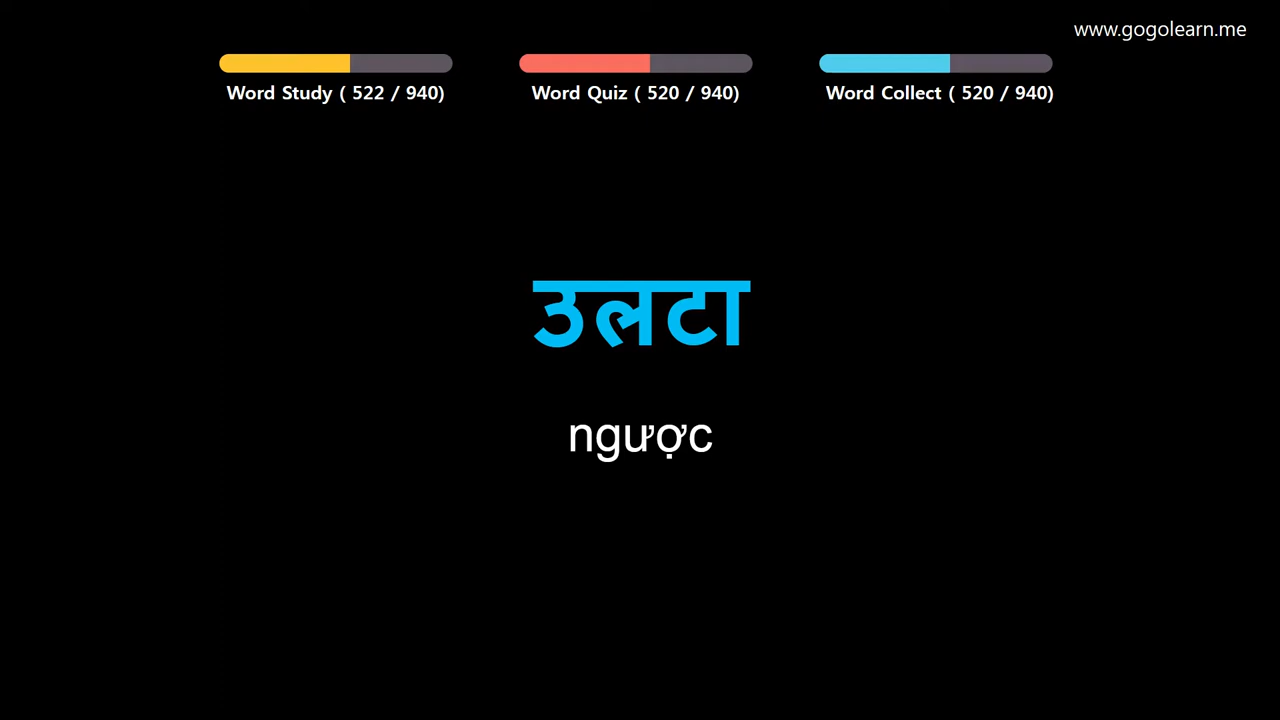 www.gogolearn.me
Word Study ( 522 / 940)
Word Quiz ( 520 / 940)
Word Collect ( 520 / 940)
उलटा
ngược